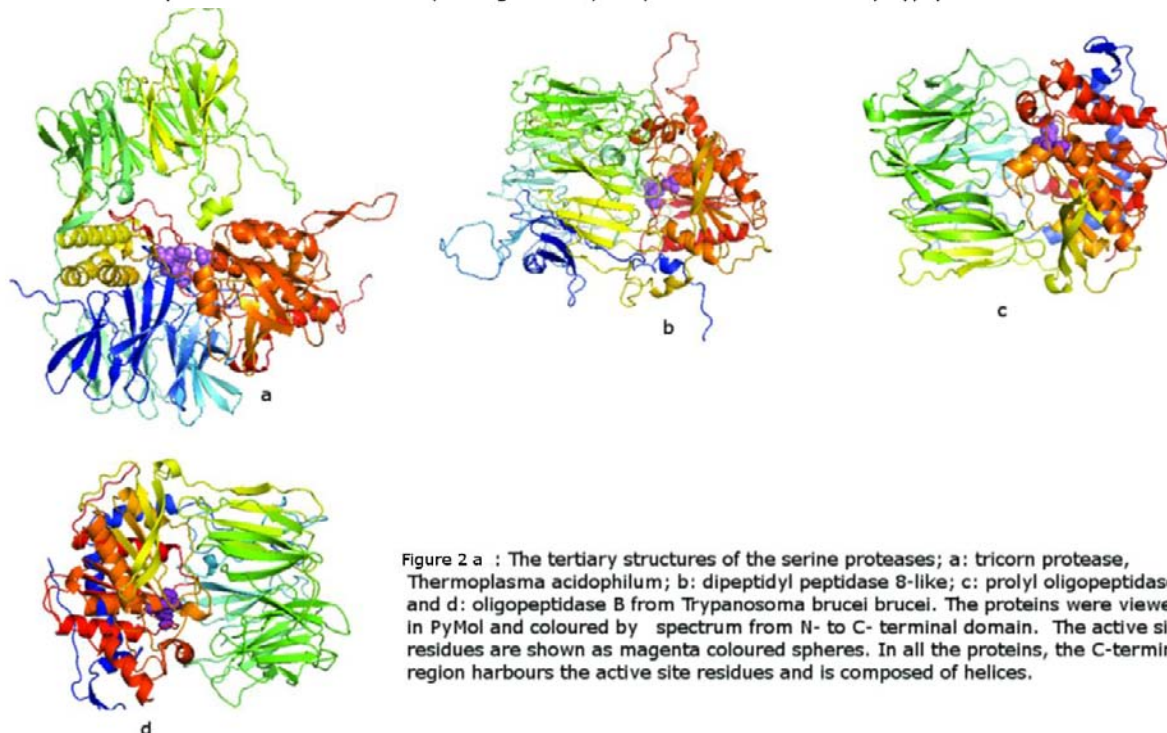 a
b
c
d
Figure 2 a : The tertiary structures of the serine proteases; a: tricorn protease,
Thermoplasma acidophilum; b: dipeptidyl peptidase 8-like; c: prolyl oligopeptidase
and d: oligopeptidase B from Trypanosoma brucei brucei. The proteins were viewe
in PyMol and coloured by spectrum from N- to C- terminal domain. The active si
residues are shown as magenta coloured spheres. In all the proteins, the C-termin
region harbours the active site residues and is composed of helices.